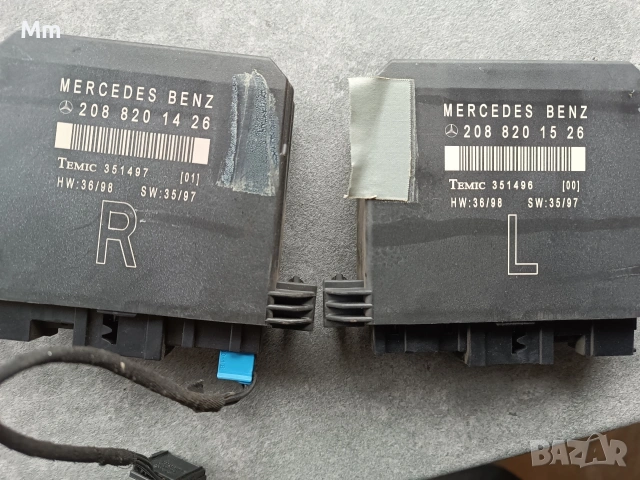 Mm
MERCEDES BENZ
208 820 14 26
TEMIC 351497 [01]
HW:36/98 SW:35/97
R
MERCEDES BENZ
208 820 15 26
TEMIC 351496 [00]
HW:36/98 SW:35/97
L
BAZAR